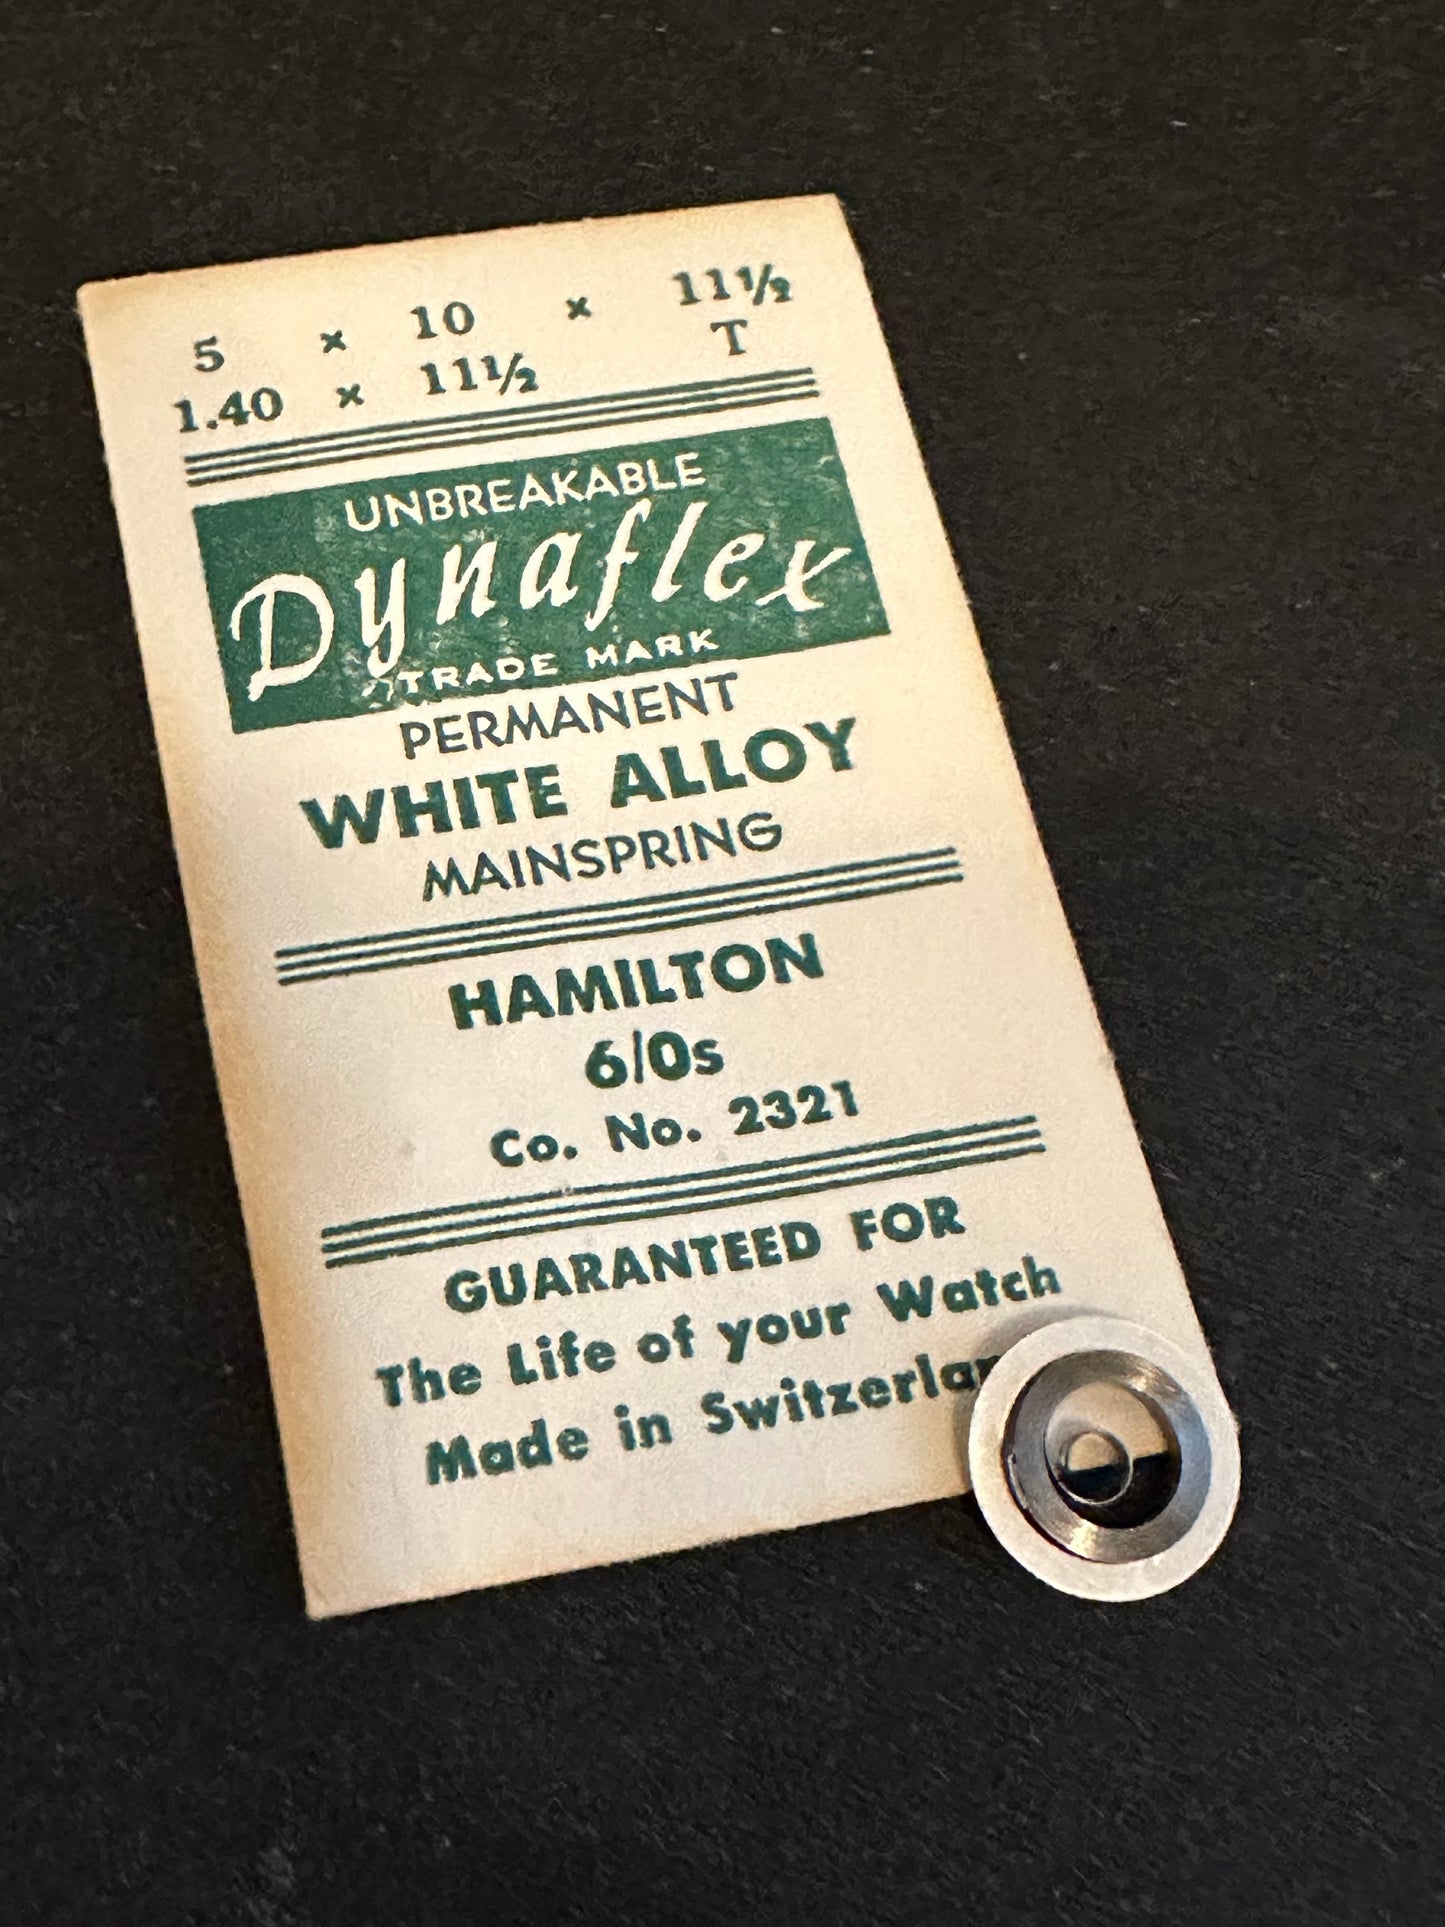 5 x 10 x 11½
1.40 x 11½ T
UNBREAKABLE
Dynaflex
TRADE MARK
PERMANENT
WHITE ALLOY
MAINSPRING
HAMILTON
6/0s
Co. No. 2321
GUARANTEED FOR
The Life of your Watch
Made in Switzerlan